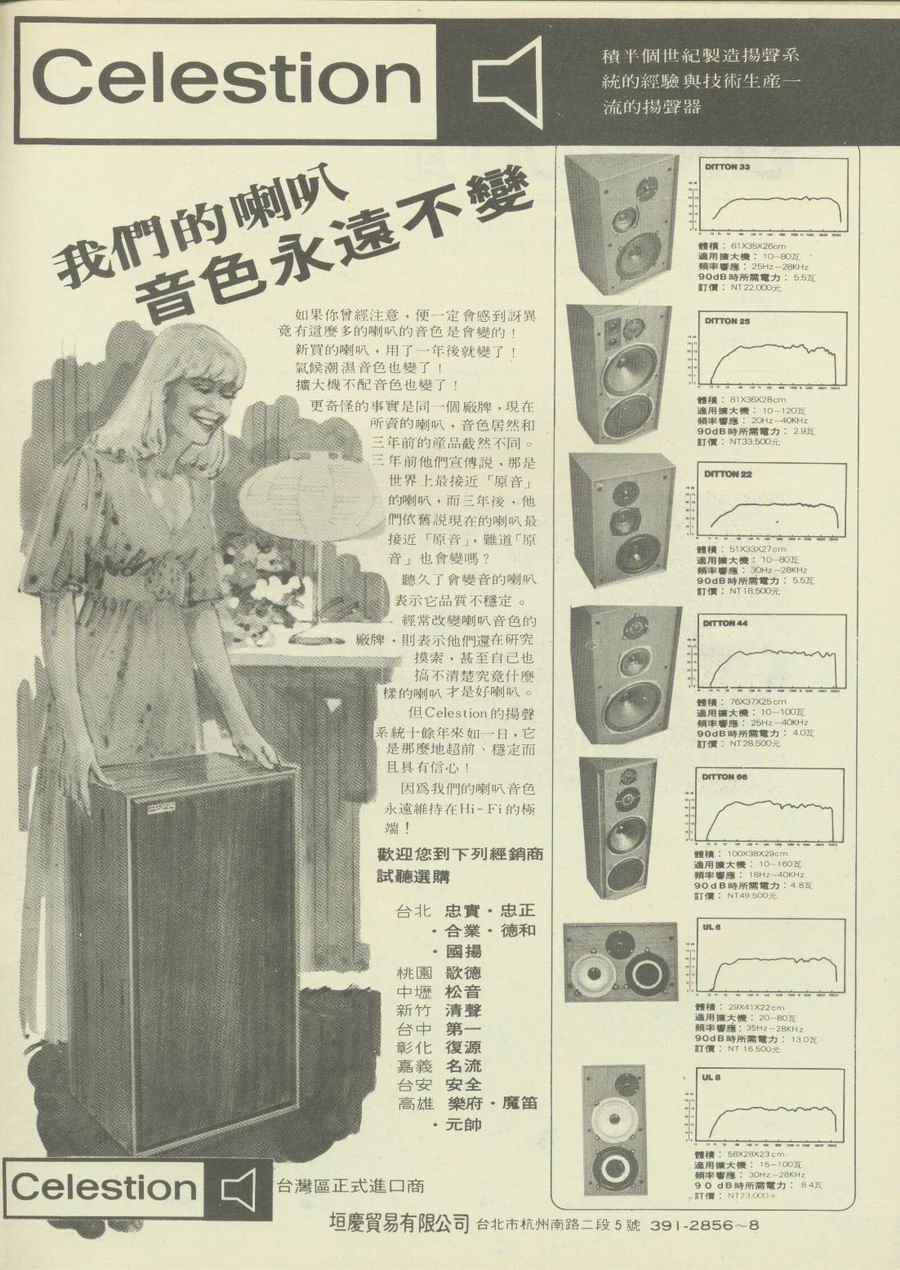 Celestion
積半個世紀製造揚聲系
統的經驗與技術生産一
流的揚聲器
我們的喇叭
音色永遠不變
如果你曾經注意，便一定會感到訝異
竟有這麼多的喇叭的音色是會變的！
新買的喇叭，用了一年後就變了！
氣候潮濕音色也變了！
擴大機不配音色也變了！
更奇怪的事實是同一個廠牌，現在
所賣的喇叭，音色居然和
三年前的産品截然不同。
三年前他們宣傳説，那是
世界上最接近「原音」
的喇叭，而三年後，他
們依舊説現在的喇叭最
接近「原音」，難道「原
音」也會變嗎？
聽久了會變音的喇叭
表示它品質不穩定。
經常改變喇叭音色的
廠牌，則表示他們還在研究
摸索，甚至自己也
搞不清楚究竟什麼
樣的喇叭才是好喇叭。
但Celestion的揚聲
系統十餘年來如一日，它
是那麼地超前、穩定而
且具有信心！
因爲我們的喇叭音色
永遠維持在Hi-Fi的極
端！
歡迎您到下列經銷商
試聽選購
台北 忠實・忠正
・合業・德和
・國揚
桃園 歌德
中壢 松音
新竹 清聲
台中 第一
彰化 復源
嘉義 名流
台安 安全
高雄 樂府・魔笛
・元帥
DITTON 33
體積：61X35X26cm
適用擴大機：10—80瓦
頻率響應：25Hz—28KHz
90dB時所需電力：5.5瓦
訂價：NT22,000元
DITTON 25
體積：81X36X28cm
適用擴大機：10—120瓦
頻率響應：20Hz—40KHz
90dB時所需電力：2.9瓦
訂價：NT33,500元
DITTON 22
體積：51X33X27cm
適用擴大機：10—80瓦
頻率響應：30Hz—28KHz
90dB時所需電力：5.5瓦
訂價：NT18,500元
DITTON 44
體積：76X37X25cm
適用擴大機：10—100瓦
頻率響應：25Hz—40KHz
90dB時所需電力：4.0瓦
訂價：NT28,500元
DITTON 66
體積：100X38X29cm
適用擴大機：10—160瓦
頻率響應：18Hz—40KHz
90dB時所需電力：4.8瓦
訂價：NT49,500元
UL 6
體積：29X41X22cm
適用擴大機：20—80瓦
頻率響應：35Hz—28KHz
90dB時所需電力：13.0瓦
訂價：NT 16,500元
UL 8
體積：58X28X23cm
適用擴大機：15—100瓦
頻率響應：30Hz—28KHz
90 dB時所需電力：8.4瓦
訂價：NT23,000元
Celestion
台灣區正式進口商
垣慶貿易有限公司 台北市杭州南路二段5號 391-2856~8